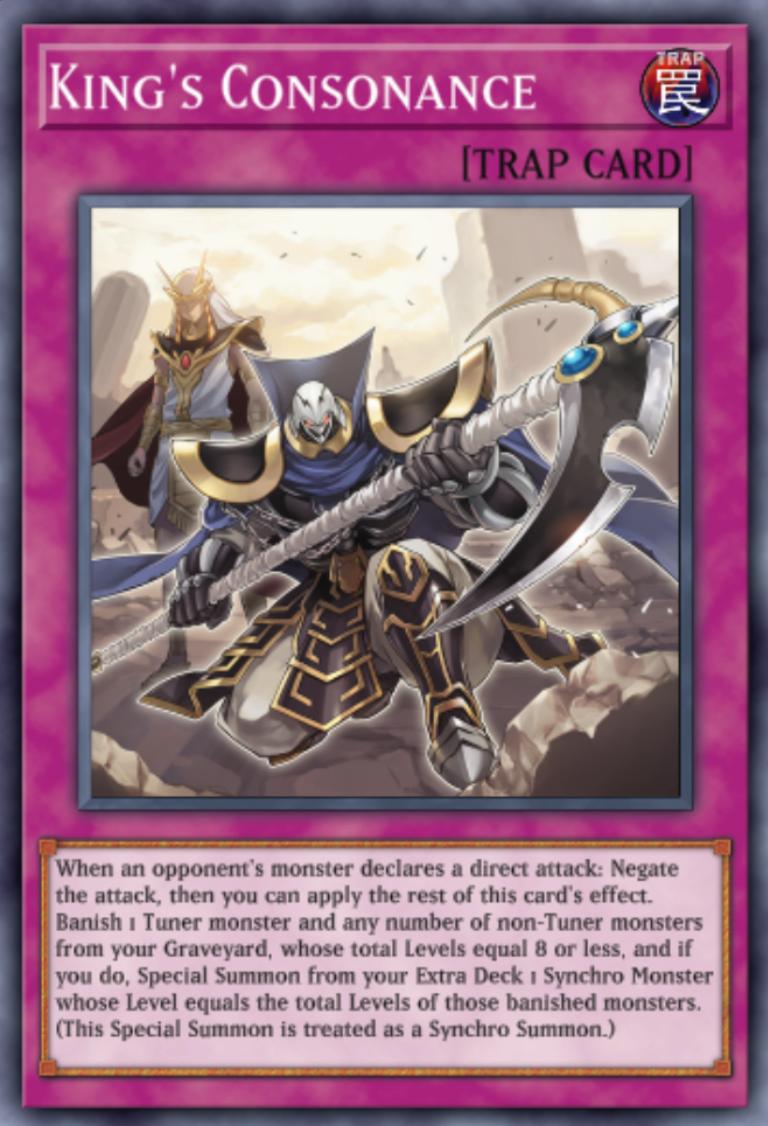 King's Consonance
TRAP
罠
[TRAP CARD]
When an opponent's monster declares a direct attack: Negate
the attack, then you can apply the rest of this card's effect.
Banish 1 Tuner monster and any number of non-Tuner monsters
from your Graveyard, whose total Levels equal 8 or less, and if
you do, Special Summon from your Extra Deck 1 Synchro Monster
whose Level equals the total Levels of those banished monsters.
(This Special Summon is treated as a Synchro Summon.)